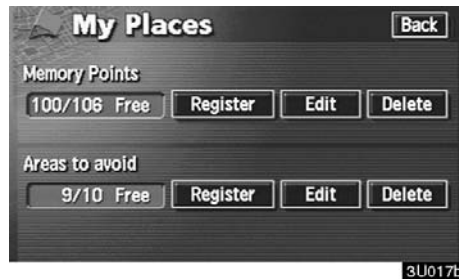 My Places Back
Memory Points
100/106 Free Register Edit Delete
Areas to avoid
9/10 Free Register Edit Delete
3U017b